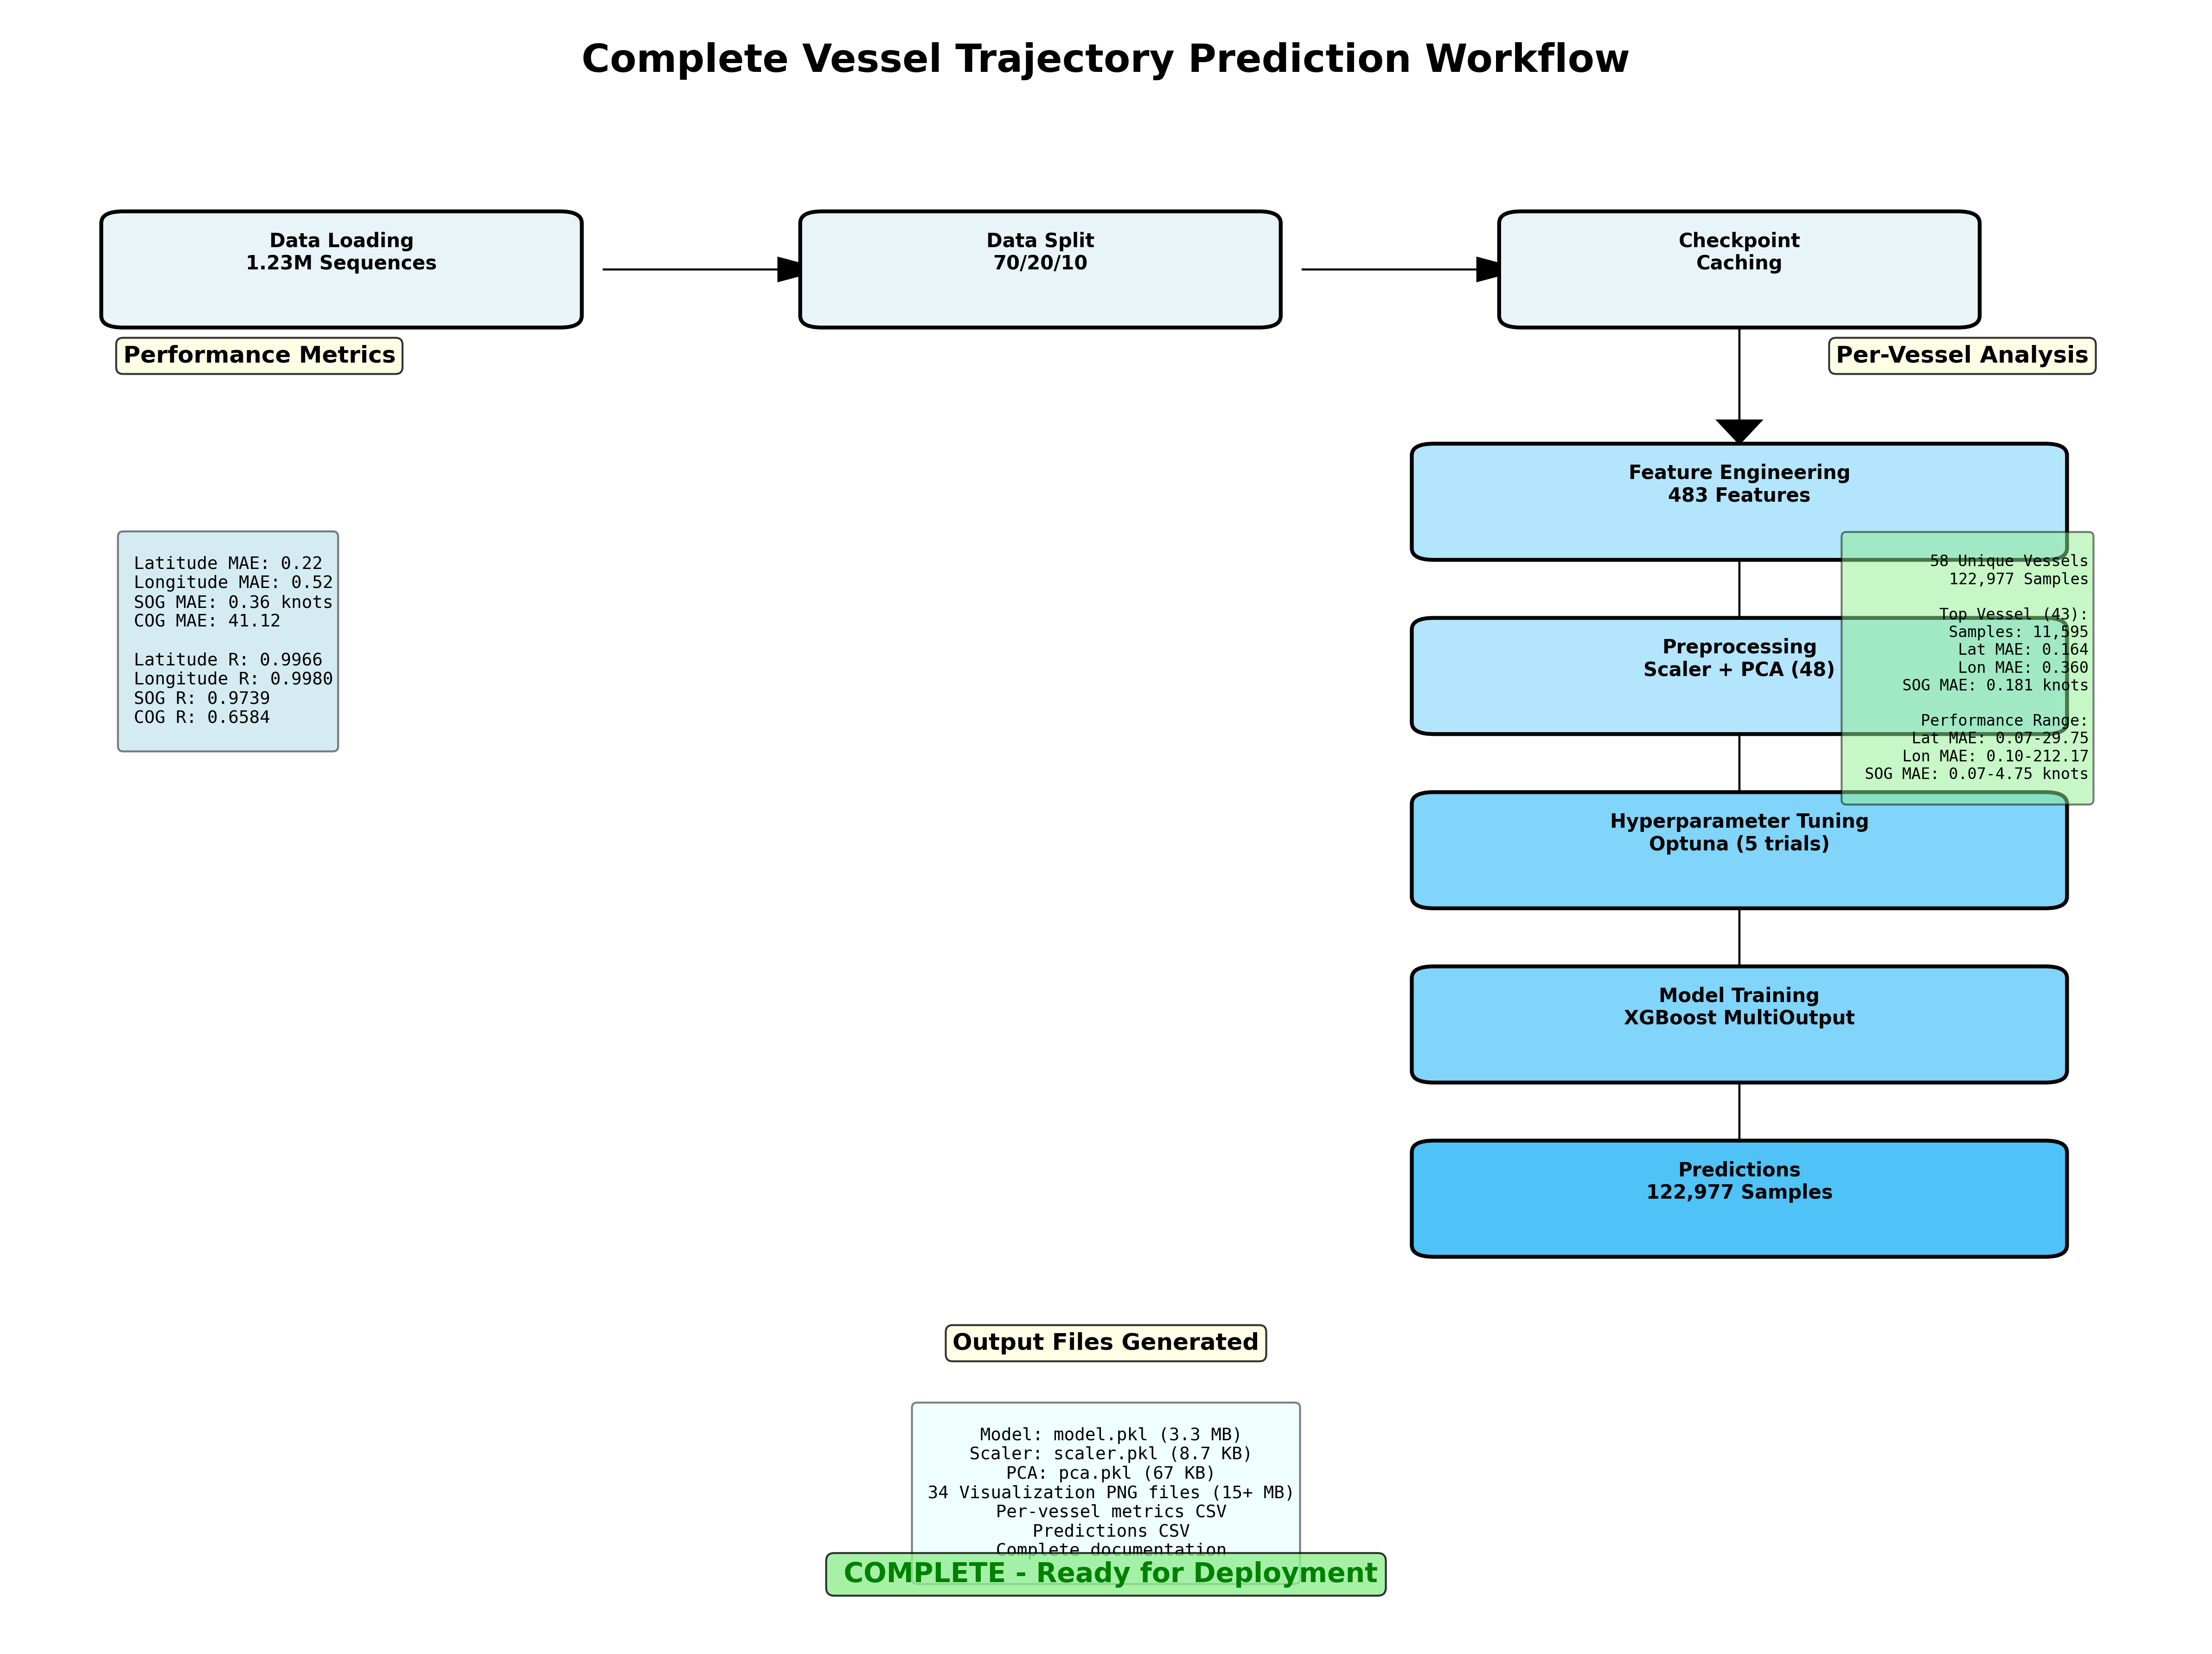 Complete Vessel Trajectory Prediction Workflow
Data Loading
1.23M Sequences
Data Split
70/20/10
Checkpoint
Caching
Performance Metrics
Per-Vessel Analysis
Latitude MAE: 0.22
Longitude MAE: 0.52
SOG MAE: 0.36 knots
COG MAE: 41.12
Latitude R: 0.9966
Longitude R: 0.9980
SOG R: 0.9739
COG R: 0.6584
Feature Engineering
483 Features
Preprocessing
Scaler + PCA (48)
Hyperparameter Tuning
Optuna (5 trials)
Model Training
XGBoost MultiOutput
Predictions
122,977 Samples
58 Unique Vessels
122,977 Samples
Top Vessel (43):
Samples: 11,595
Lat MAE: 0.164
Lon MAE: 0.360
SOG MAE: 0.181 knots
Performance Range:
Lat MAE: 0.07-29.75
Lon MAE: 0.10-212.17
SOG MAE: 0.07-4.75 knots
Output Files Generated
Model: model.pkl (3.3 MB)
Scaler: scaler.pkl (8.7 KB)
PCA: pca.pkl (67 KB)
34 Visualization PNG files (15+ MB)
Per-vessel metrics CSV
Predictions CSV
Complete documentation
COMPLETE - Ready for Deployment